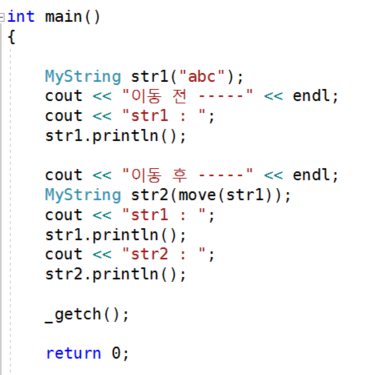 int main()
{
MyString str1("abc");
cout << "이동 전 -----" << endl;
cout << "str1 : ";
str1.println();
cout << "이동 후 -----" << endl;
MyString str2(move(str1));
cout << "str1 : ";
str1.println();
cout << "str2 : ";
str2.println();
_getch();
return 0;